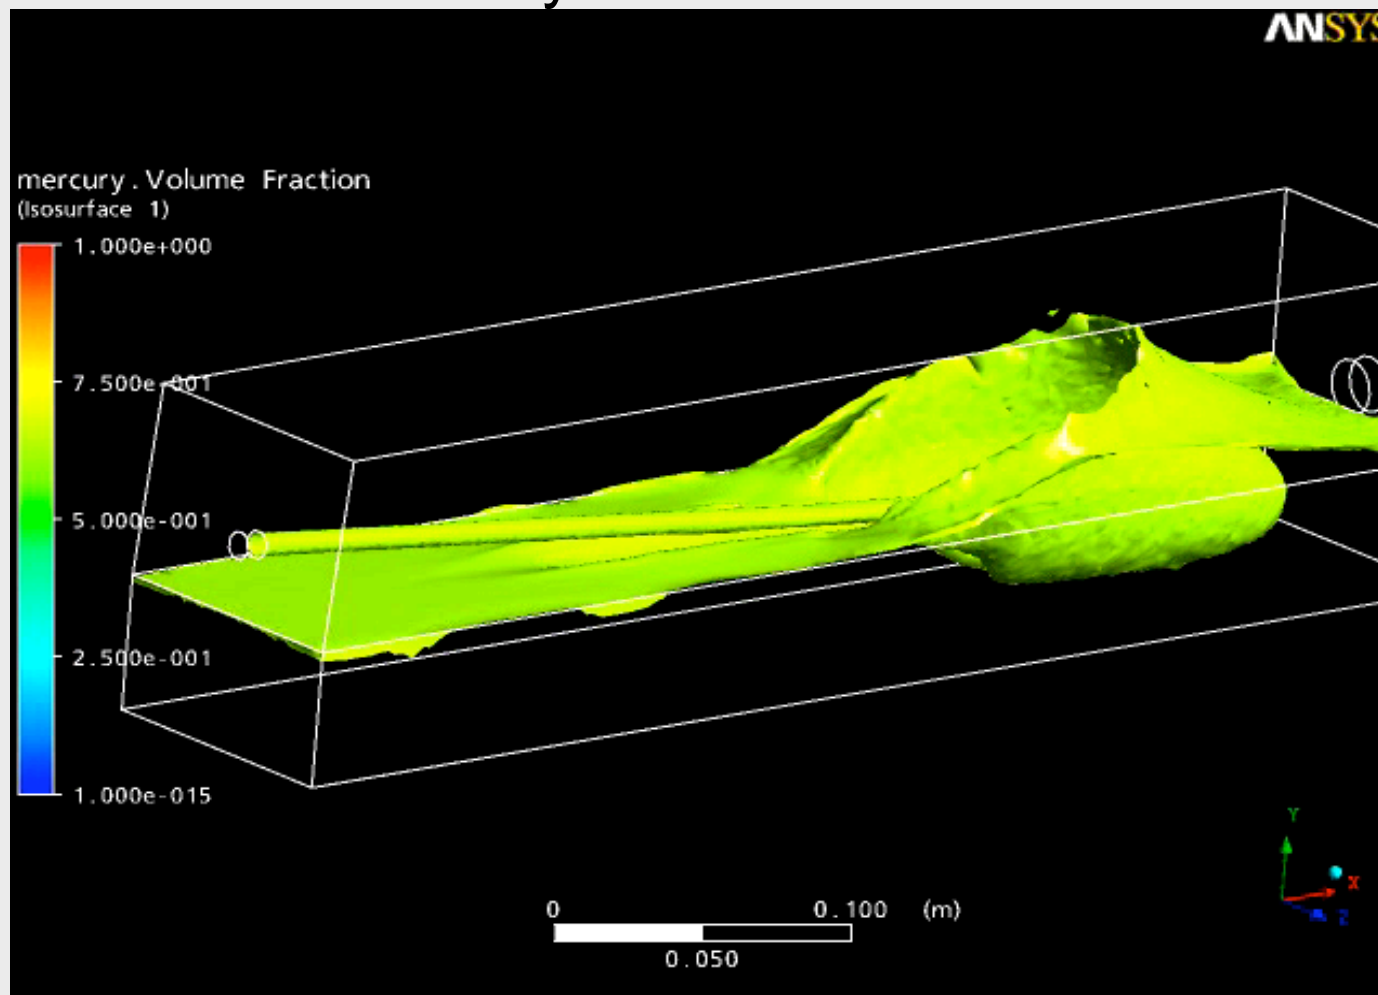 ANSYS
mercury.Volume Fraction
(Isosurface 1)
1.000e+000
7.500e-001
5.000e-001
2.500e-001
1.000e-015
Y
X
Z
0 0.100 (m)
0.050